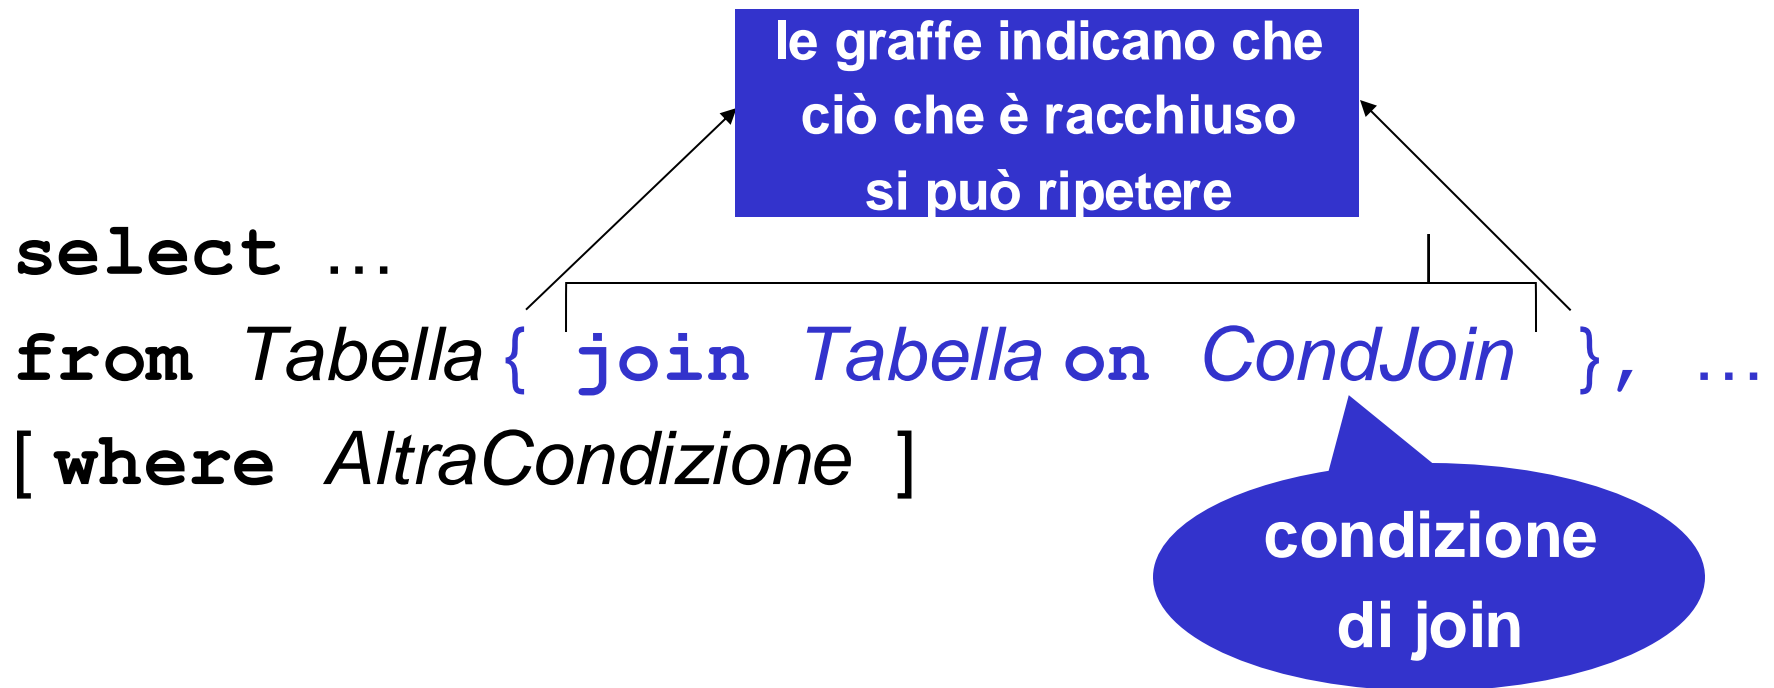 le graffe indicano che
ciò che è racchiuso
si può ripetere
select …
from Tabella { join Tabella on CondJoin }, …
[ where AltraCondizione ]
condizione
di join